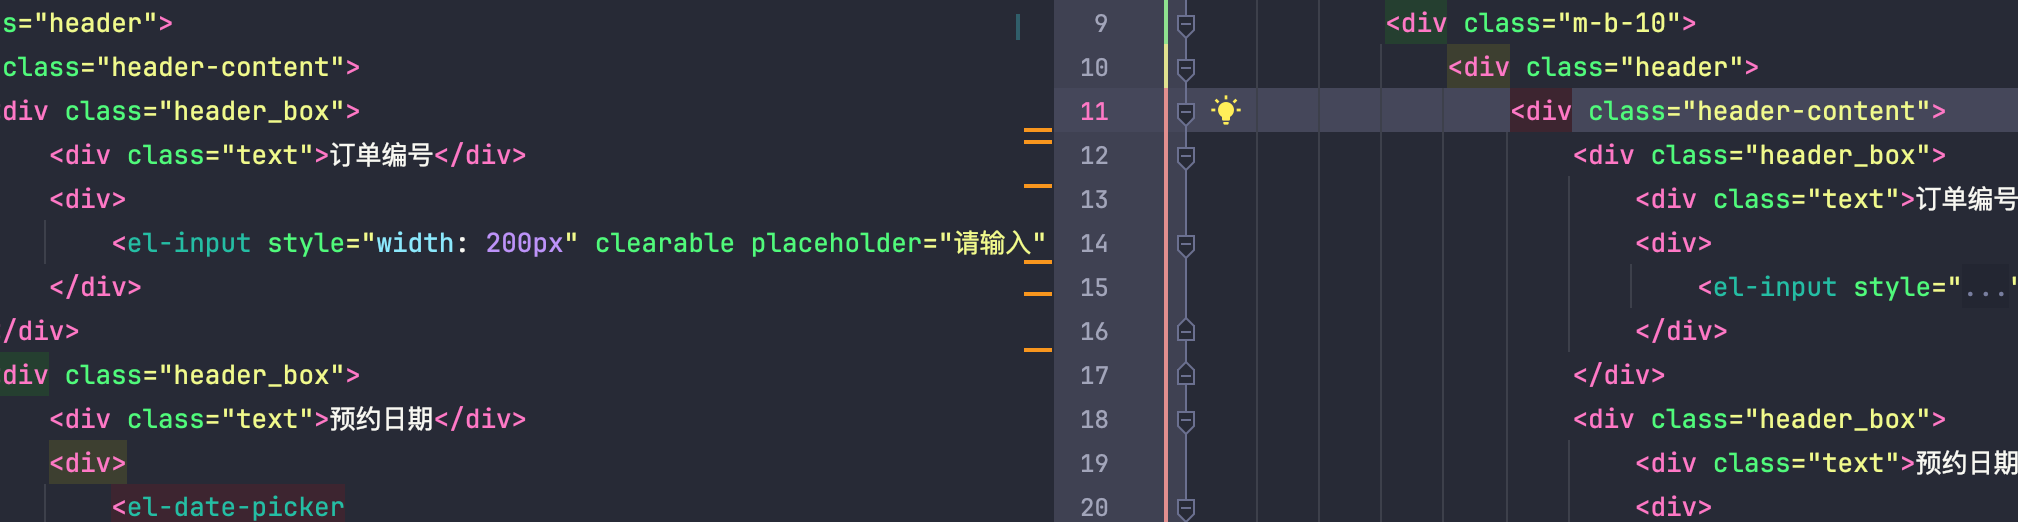 s="header">
class="header-content">
div class="header_box">
<div class="text">订单编号</div>
<div>
<el-input style="width: 200px" clearable placeholder="请输入"
</div>
/div>
div class="header_box">
<div class="text">预约日期</div>
<div>
<el-date-picker
9 <div class="m-b-10">
10 <div class="header">
11 <div class="header-content">
12 <div class="header_box">
13 <div class="text">订单编号
14 <div>
15 <el-input style="..."
16 </div>
17 </div>
18 <div class="header_box">
19 <div class="text">预约日期
20 <div>